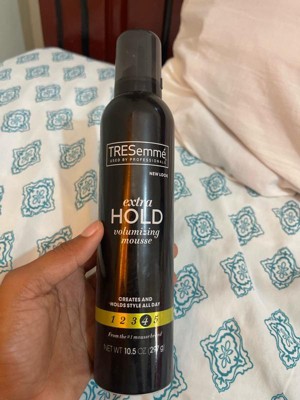 TRESemmé
USED BY PROFESSIONALS
NEW LOOK
extra
HOLD
volumizing
mousse
CREATES AND
HOLDS STYLE ALL DAY
1 2 3 4 5
From the #1 mousse brand
NET WT 10.5 OZ (297 g)